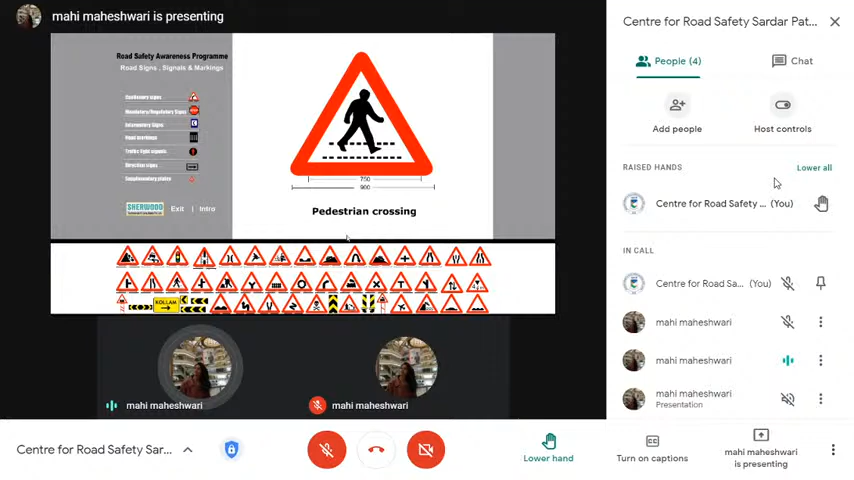 mahi maheshwari is presenting
Road Safety Awareness Programme
Road Signs , Signals & Markings
Cautionary signs
Mandatory/Regulatory Signs
Informatory Signs
Road markings
Traffic light signals
Direction signs
Supplimentary plates
SHERWOOD
Exit | Intro
750
900
Pedestrian crossing
KOLLAM
mahi maheshwari
mahi maheshwari
Centre for Road Safety Sardar Pat...
People (4)
Chat
Add people
Host controls
RAISED HANDS
Lower all
Centre for Road Safety ... (You)
IN CALL
Centre for Road Sa... (You)
mahi maheshwari
mahi maheshwari
mahi maheshwari
Presentation
Centre for Road Safety Sar...
Lower hand
Turn on captions
mahi maheshwari
is presenting